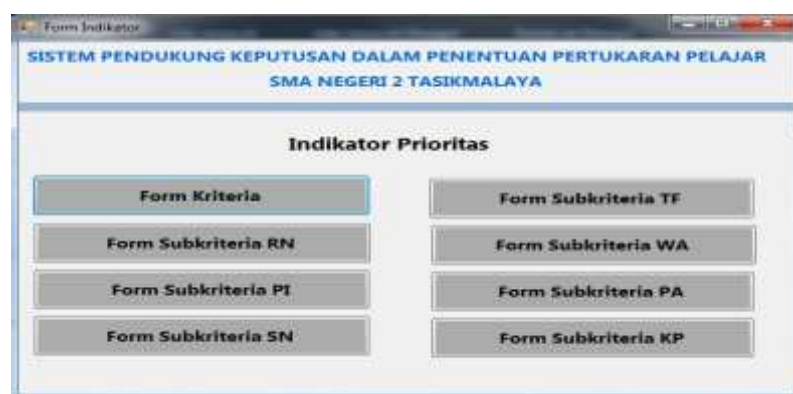 Form Indikator
SISTEM PENDUKUNG KEPUTUSAN DALAM PENENTUAN PERTUKARAN PELAJAR
SMA NEGERI 2 TASIKMALAYA
Indikator Prioritas
Form Kriteria
Form Subkriteria RN
Form Subkriteria PI
Form Subkriteria SN
Form Subkriteria TF
Form Subkriteria WA
Form Subkriteria PA
Form Subkriteria KP